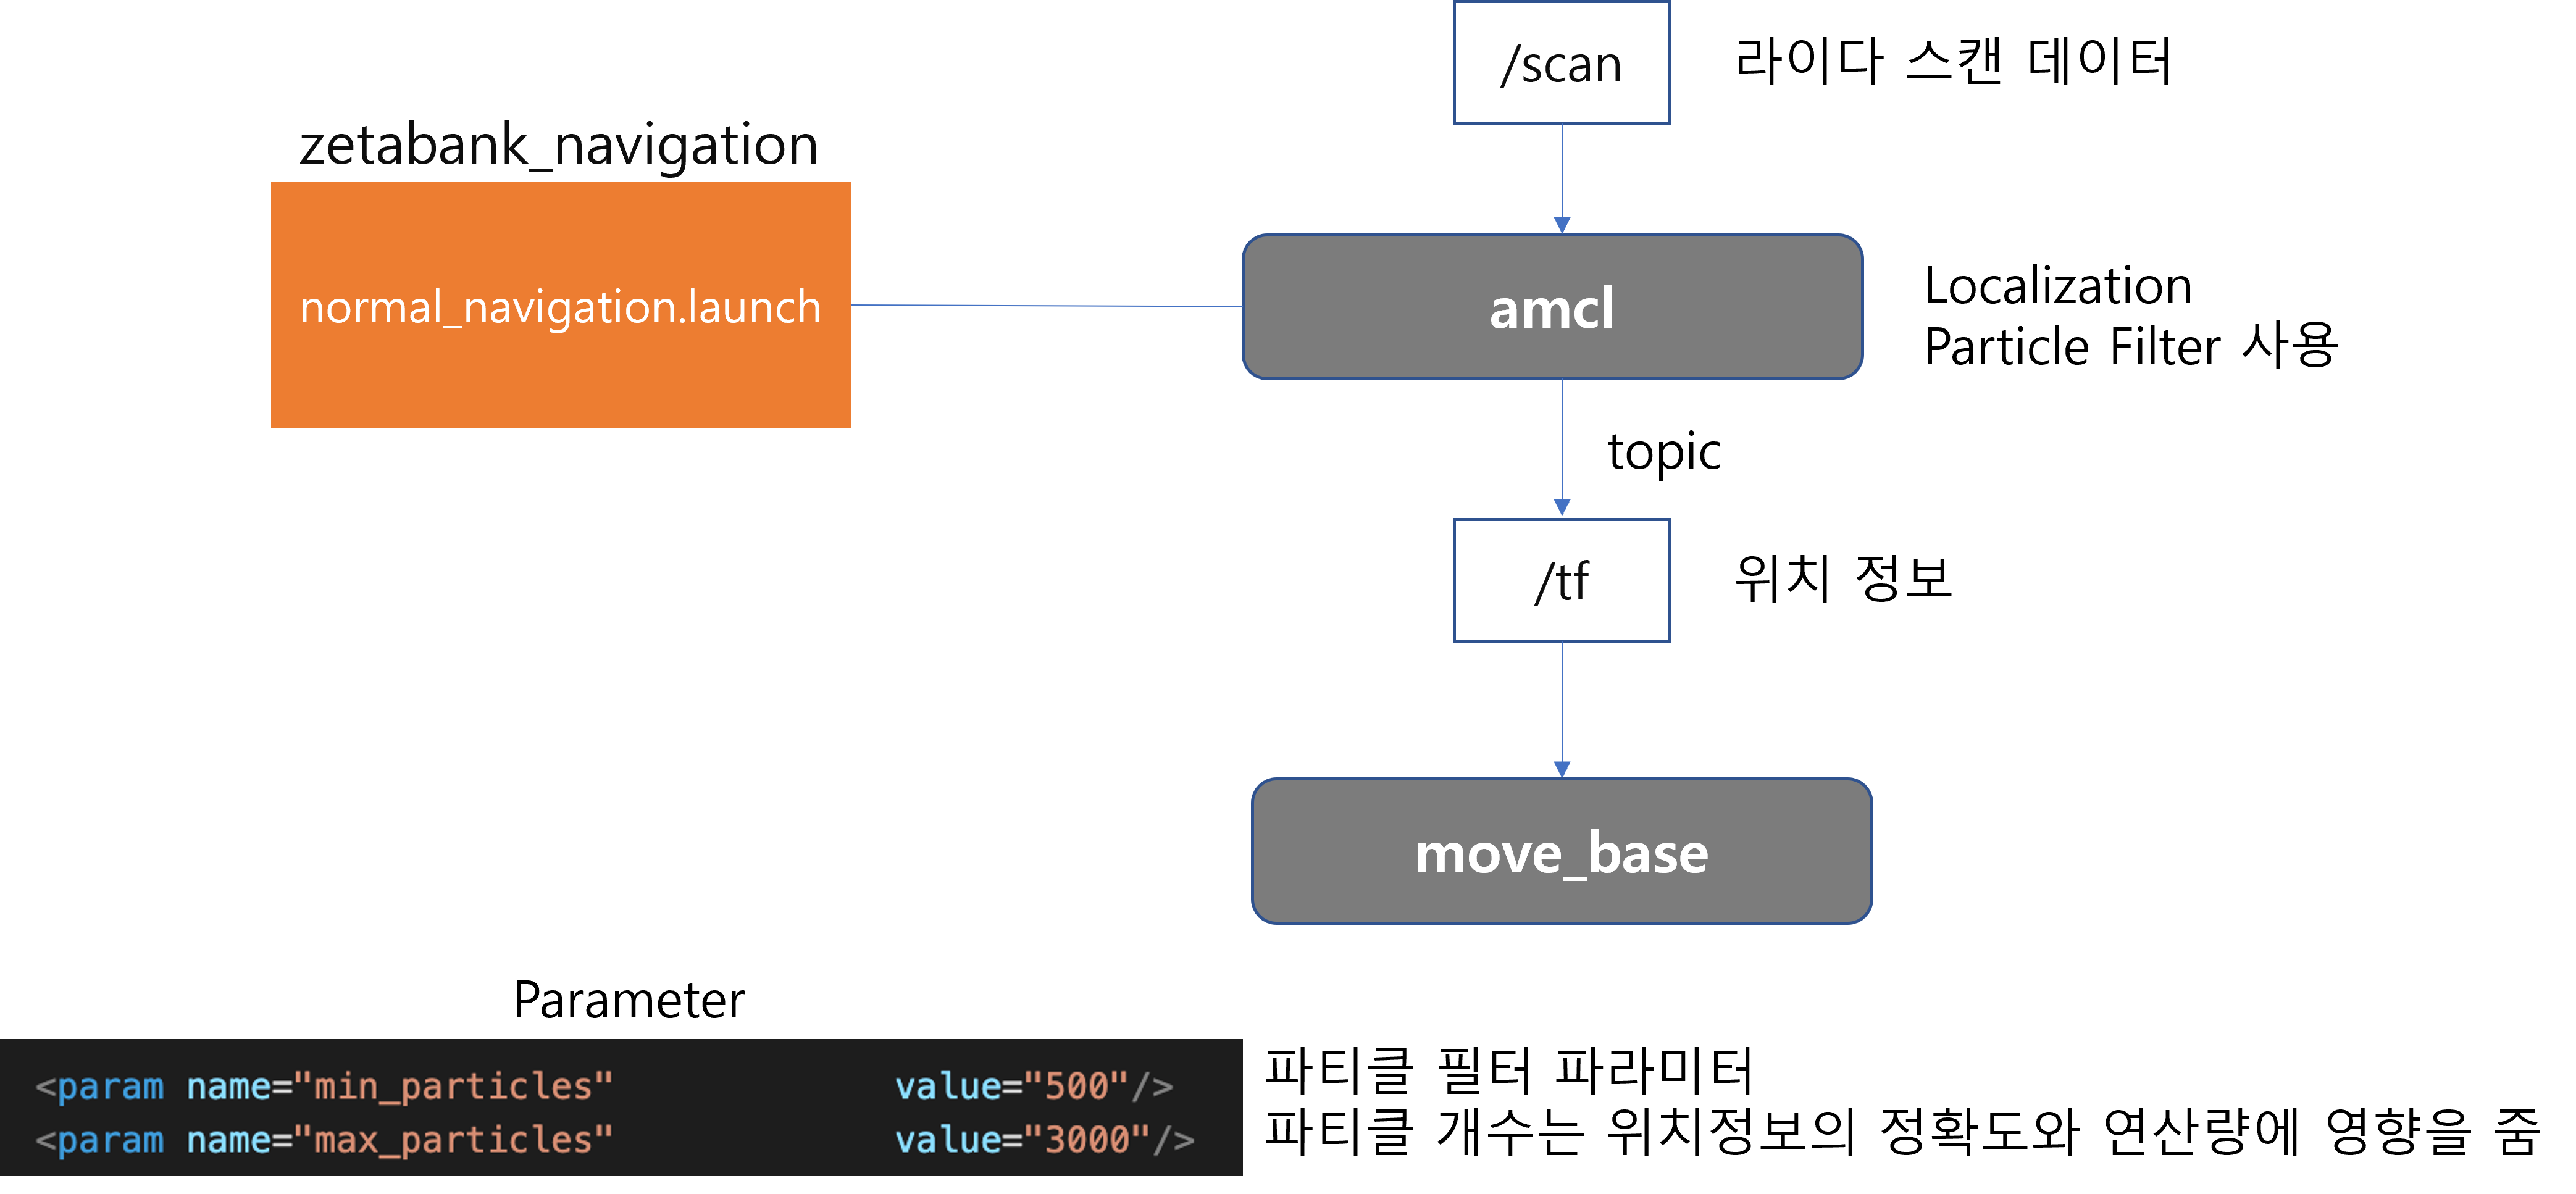 /scan
라이다 스캔 데이터
zetabank_navigation
normal_navigation.launch
amcl
Localization
Particle Filter 사용
topic
/tf
위치 정보
move_base
Parameter
<param name="min_particles" value="500"/>
<param name="max_particles" value="3000"/>
파티클 필터 파라미터
파티클 개수는 위치정보의 정확도와 연산량에 영향을 줌